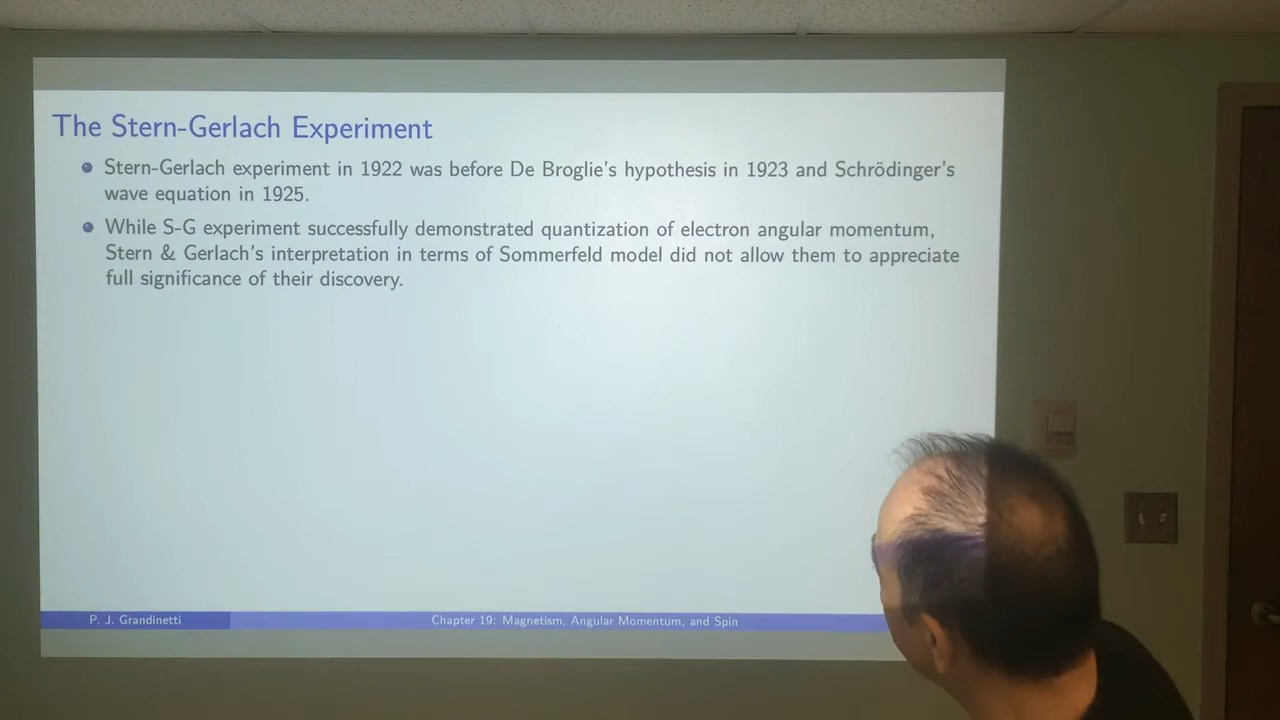 The Stern-Gerlach Experiment
Stern-Gerlach experiment in 1922 was before De Broglie's hypothesis in 1923 and Schrödinger's
wave equation in 1925.
While S-G experiment successfully demonstrated quantization of electron angular momentum,
Stern & Gerlach's interpretation in terms of Sommerfeld model did not allow them to appreciate
full significance of their discovery.
P. J. Grandinetti
Chapter 19: Magnetism, Angular Momentum, and Spin